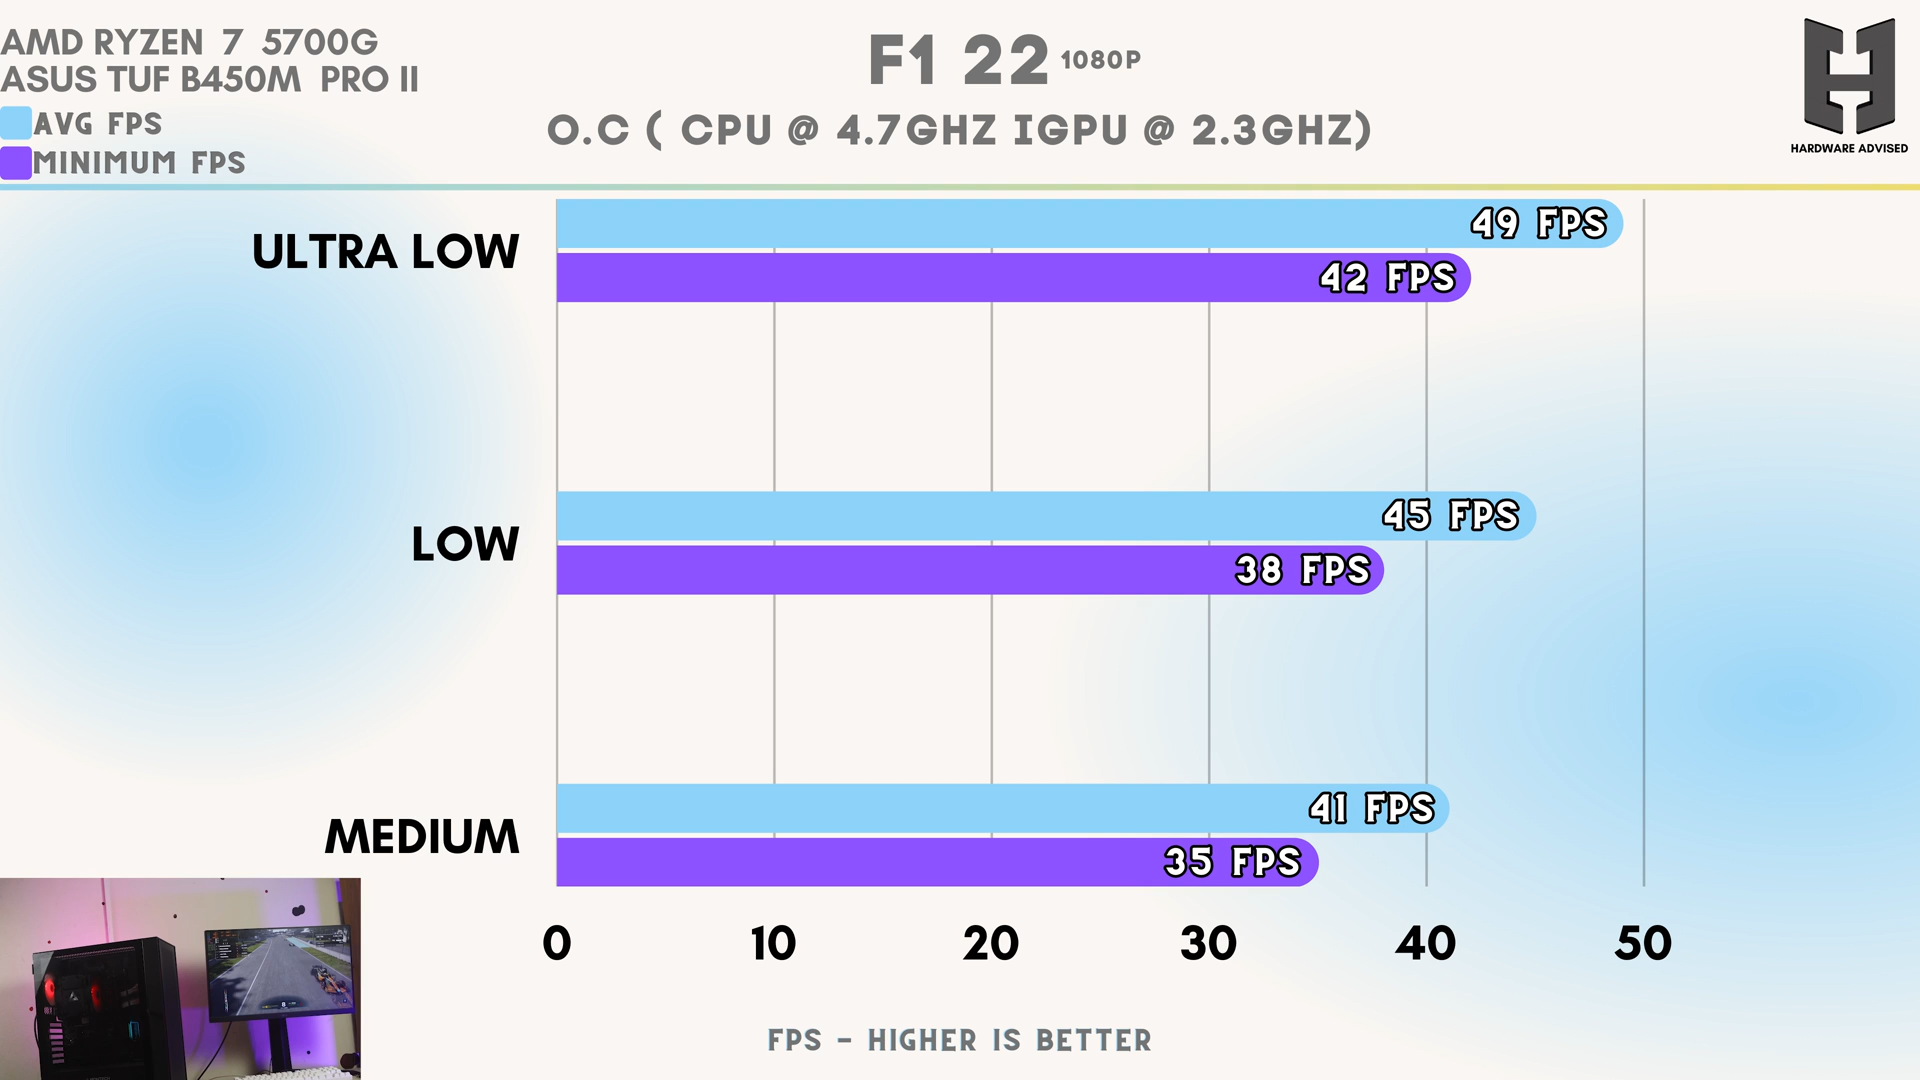 AMD RYZEN 7 5700G
ASUS TUF B450M PRO II
AVG FPS
MINIMUM FPS
F1 22 1080P
O.C ( CPU @ 4.7GHZ IGPU @ 2.3GHZ)
HARDWARE ADVISED
ULTRA LOW
49 FPS
42 FPS
LOW
45 FPS
38 FPS
MEDIUM
41 FPS
35 FPS
0 10 20 30 40 50
FPS - HIGHER IS BETTER